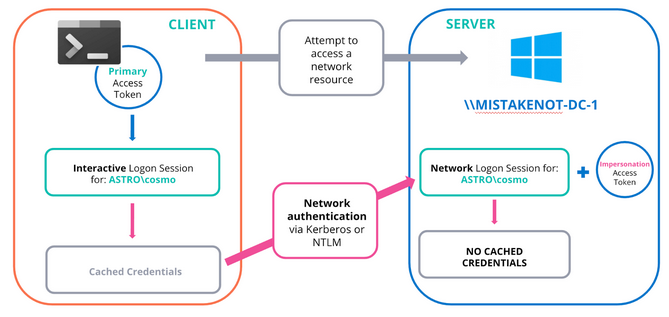 CLIENT
Primary
Access
Token
Interactive Logon Session
for: ASTRO\cosmo
Cached Credentials
Attempt to
access a
network
resource
Network
authentication
via Kerberos or
NTLM
SERVER
\\MISTAKENOT-DC-1
Network Logon Session for:
ASTRO\cosmo
+
Impersonation
Access
Token
NO CACHED
CREDENTIALS